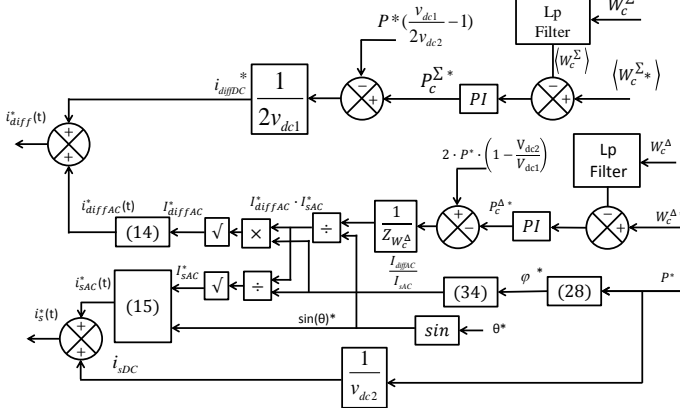 P*(v_dc1/2v_dc2 −1)
Lp
Filter
W_c^Σ
⟨W_c^Σ⟩
i_diffDC*
1/2v_dc1
−
+
P_c^Σ*
PI
−
+
⟨W_c^Σ*⟩
i*_diff(t)
+
+
2 · P* · (1 − V_dc2/V_dc1)
Lp
Filter
W_c^Δ
i*_diffAC(t)
I*_diffAC
I*_diffAC · I*_sAC
(14)
√
×
÷
1/Z_{W_c^Δ}
+
−
P_c^Δ*
PI
−
+
W_c^Δ*
I_diffAC/I_sAC
i*_sAC(t)
I*_sAC
(15)
√
÷
(34)
φ*
(28)
P*
i*_s(t)
+
+
sin(θ)*
sin
θ*
i_sDC
1/v_dc2